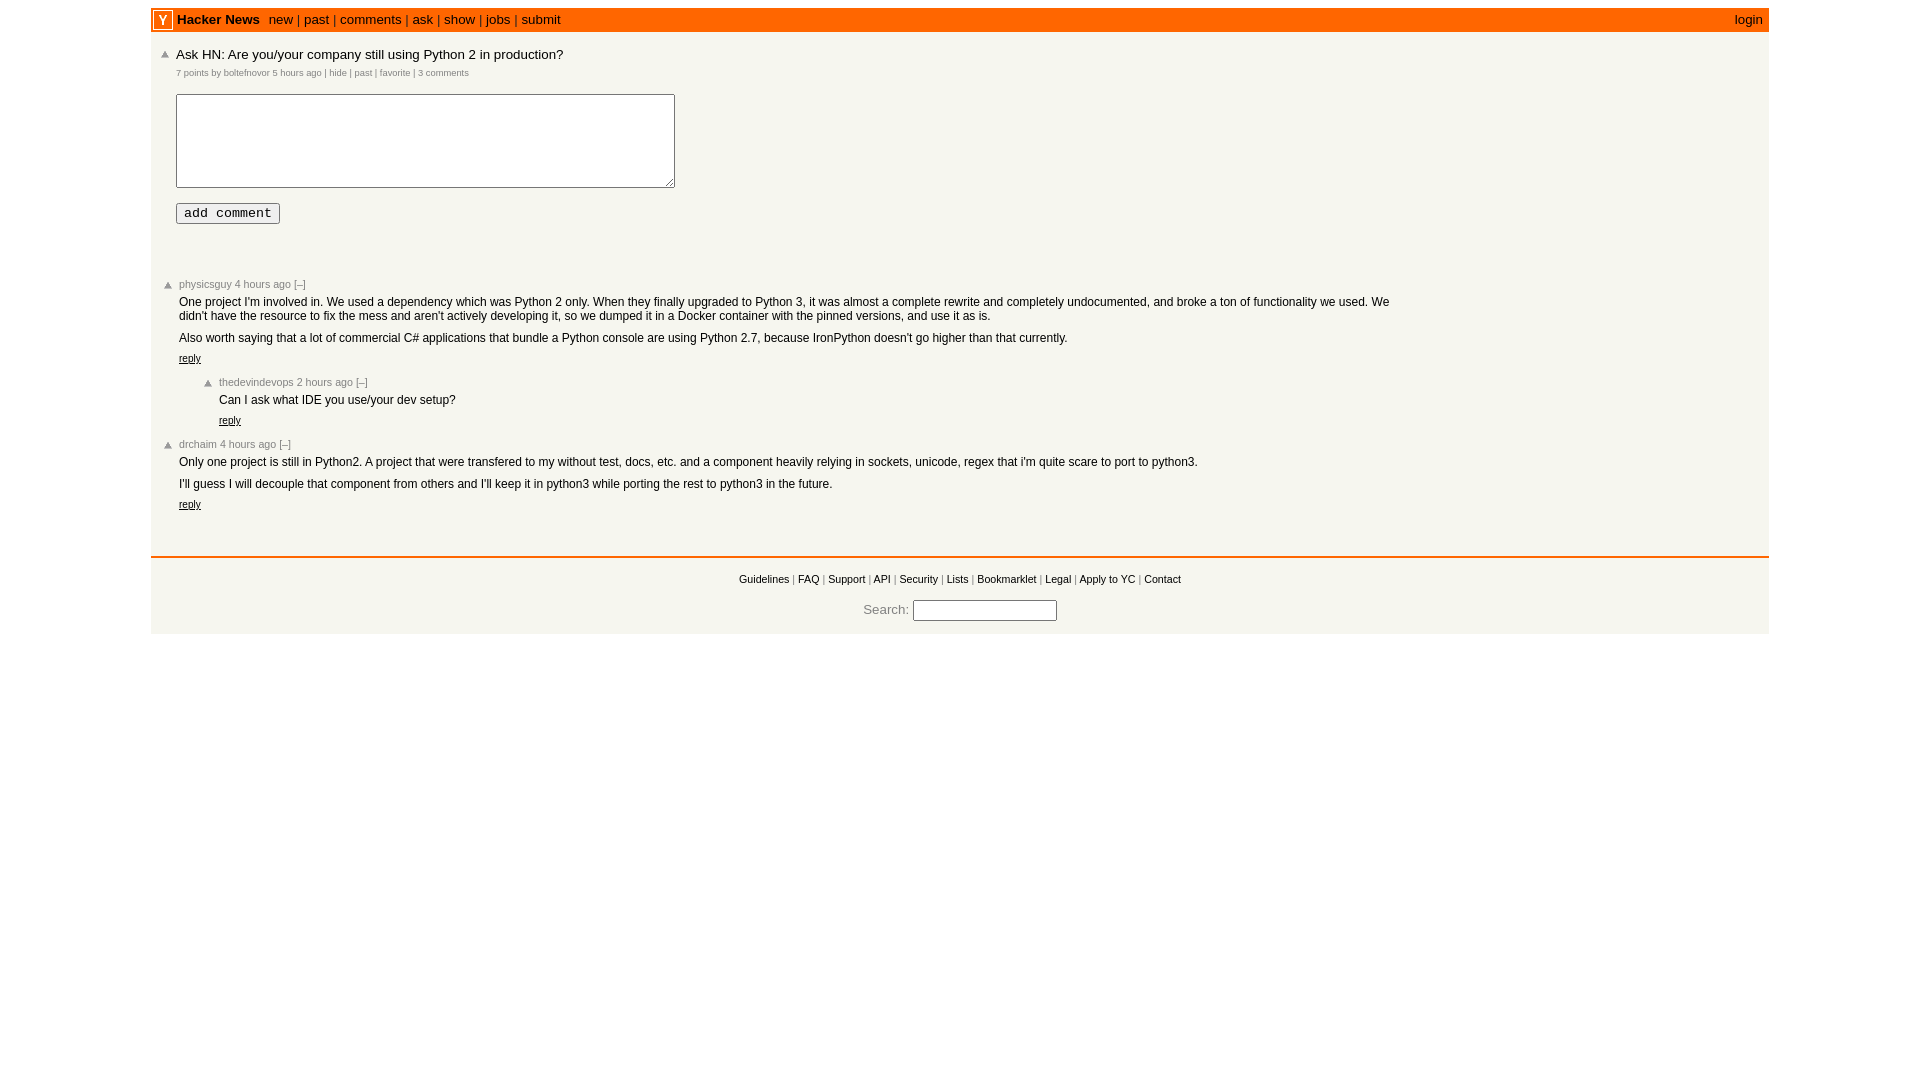 Y Hacker News new | past | comments | ask | show | jobs | submit login
Ask HN: Are you/your company still using Python 2 in production?
7 points by boltefnovor 5 hours ago | hide | past | favorite | 3 comments
add comment
physicsguy 4 hours ago [–]
One project I'm involved in. We used a dependency which was Python 2 only. When they finally upgraded to Python 3, it was almost a complete rewrite and completely undocumented, and broke a ton of functionality we used. We
didn't have the resource to fix the mess and aren't actively developing it, so we dumped it in a Docker container with the pinned versions, and use it as is.
Also worth saying that a lot of commercial C# applications that bundle a Python console are using Python 2.7, because IronPython doesn't go higher than that currently.
reply
thedevindevops 2 hours ago [–]
Can I ask what IDE you use/your dev setup?
reply
drchaim 4 hours ago [–]
Only one project is still in Python2. A project that were transfered to my without test, docs, etc. and a component heavily relying in sockets, unicode, regex that i'm quite scare to port to python3.
I'll guess I will decouple that component from others and I'll keep it in python3 while porting the rest to python3 in the future.
reply
Guidelines | FAQ | Support | API | Security | Lists | Bookmarklet | Legal | Apply to YC | Contact
Search: